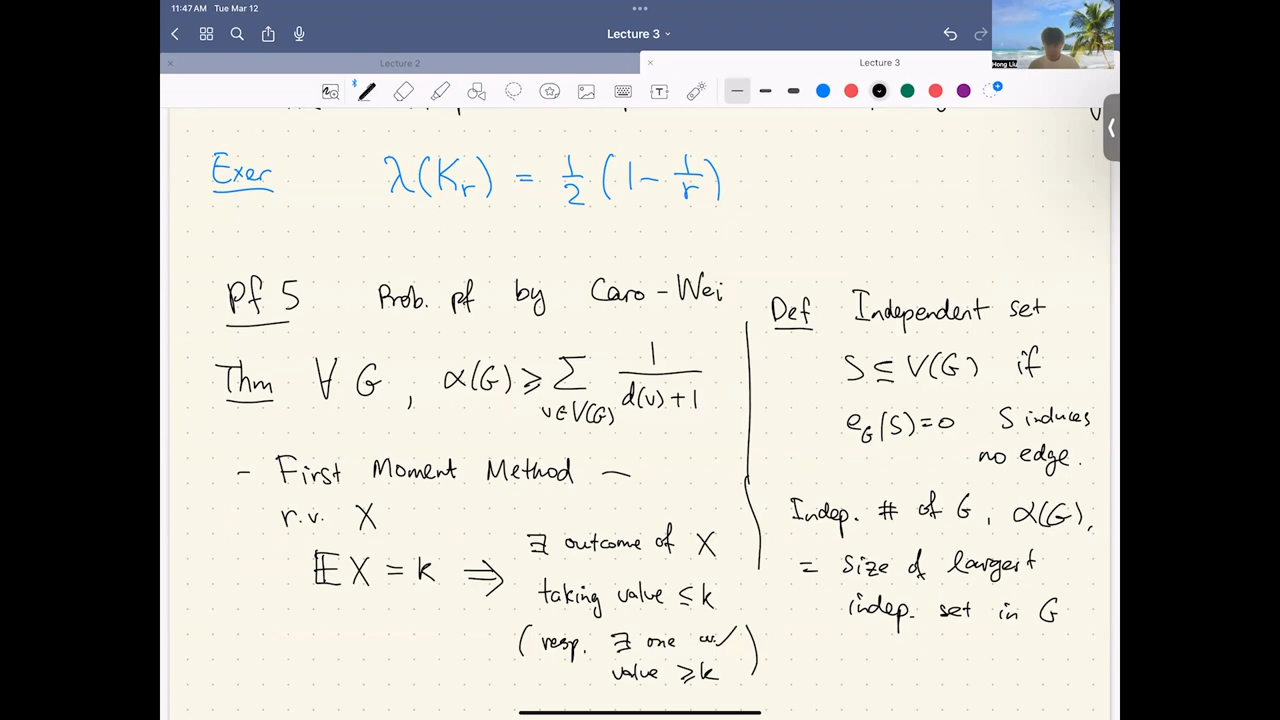 11:47 AM Tue Mar 12
Lecture 3
Hong Liu
Lecture 2
Lecture 3
Exer λ(K_r) = 1/2 (1 - 1/r)
Pf 5 Prob. pf by Caro-Wei
Thm ∀ G, α(G) ≥ ∑_{v∈V(G)} 1/(d(v)+1)
- First Moment Method -
r.v. X
𝔼X = k ⇒ ∃ outcome of X
taking value ≤ k
(resp. ∃ one w/
value ≥ k)
Def Independent set
S ⊆ V(G) if
e_G(S) = 0 S induces
no edge.
Indep. # of G, α(G),
= size of largest
indep. set in G